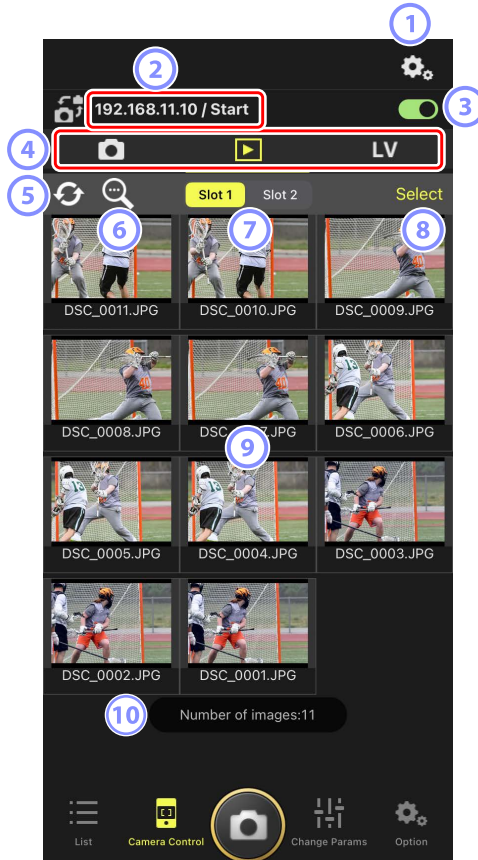 1
2
192.168.11.10 / Start
3
4
LV
5
Slot 1 Slot 2 Select
6 7 8
DSC_0011.JPG DSC_0010.JPG DSC_0009.JPG
DSC_0008.JPG DSC_0007.JPG DSC_0006.JPG
9
DSC_0005.JPG DSC_0004.JPG DSC_0003.JPG
DSC_0002.JPG DSC_0001.JPG
10 Number of images:11
List Camera Control Change Params Option